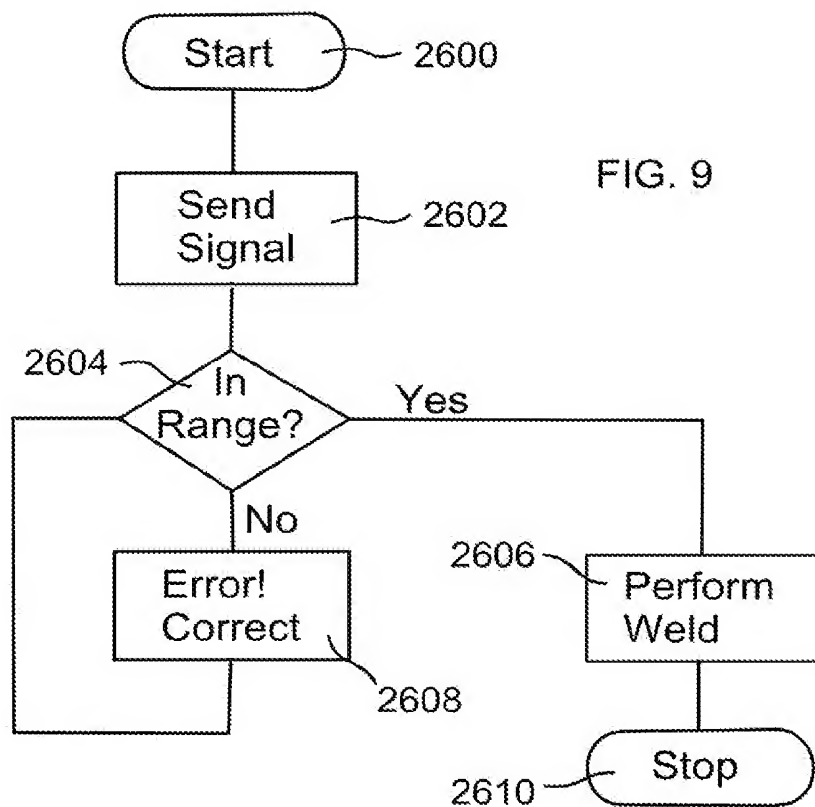 Start
2600
FIG. 9
Send
Signal
2602
2604
In
Range?
Yes
No
Error!
Correct
2608
2606
Perform
Weld
Stop
2610